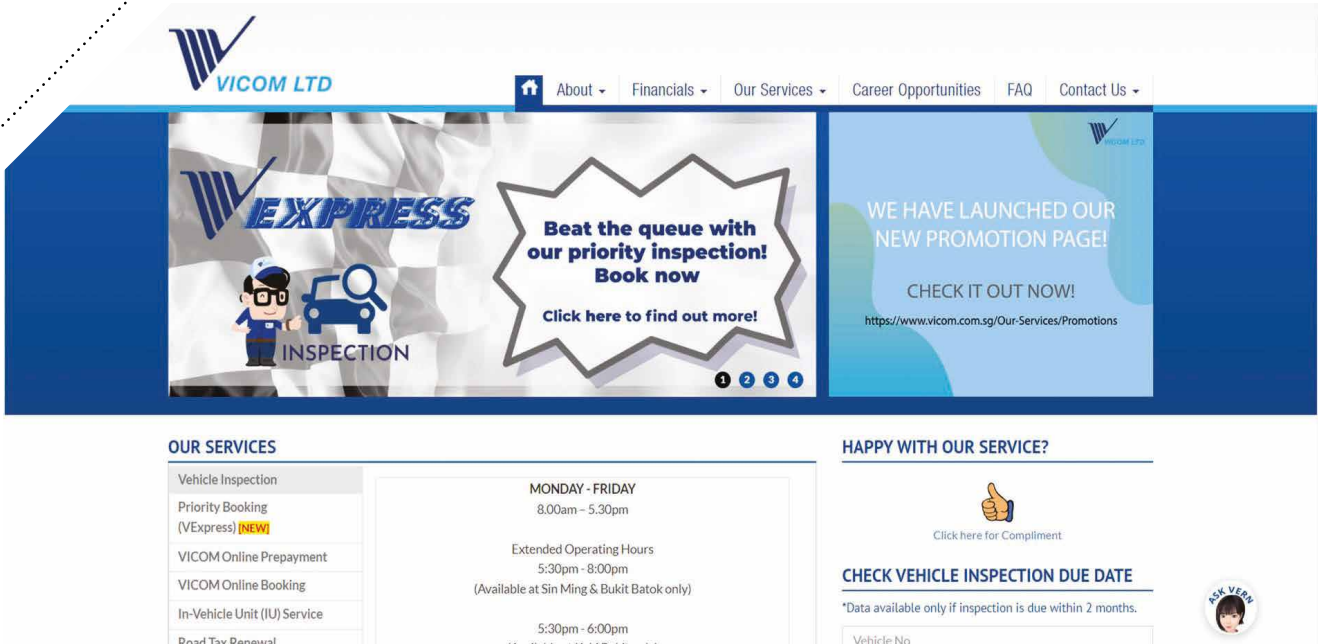 VICOM LTD
About
Financials
Our Services
Career Opportunities
FAQ
Contact Us
EXPRESS
INSPECTION
Beat the queue with
our priority inspection!
Book now
Click here to find out more!
1 2 3 4
VICOM LTD
WE HAVE LAUNCHED OUR
NEW PROMOTION PAGE!
CHECK IT OUT NOW!
https://www.vicom.com.sg/Our-Services/Promotions
OUR SERVICES
Vehicle Inspection
Priority Booking
(VExpress) [NEW]
VICOM Online Prepayment
VICOM Online Booking
In-Vehicle Unit (IU) Service
Road Tax Renewal
MONDAY - FRIDAY
8.00am – 5.30pm
Extended Operating Hours
5:30pm - 8:00pm
(Available at Sin Ming & Bukit Batok only)
5:30pm - 6:00pm
HAPPY WITH OUR SERVICE?
Click here for Compliment
CHECK VEHICLE INSPECTION DUE DATE
*Data available only if inspection is due within 2 months.
Vehicle No
ASK VERN